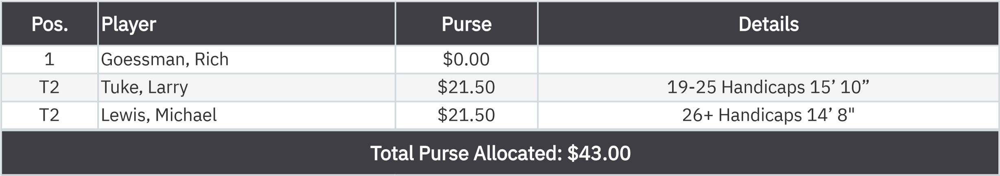 Pos. Player Purse Details
1 Goessman, Rich $0.00
T2 Tuke, Larry $21.50 19-25 Handicaps 15’ 10”
T2 Lewis, Michael $21.50 26+ Handicaps 14’ 8"
Total Purse Allocated: $43.00